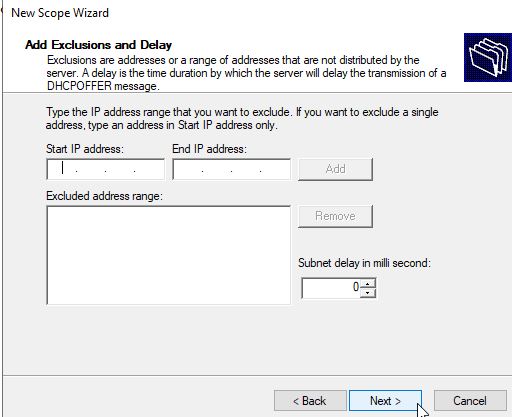 New Scope Wizard
Add Exclusions and Delay
Exclusions are addresses or a range of addresses that are not distributed by the
server. A delay is the time duration by which the server will delay the transmission of a
DHCPOFFER message.
Type the IP address range that you want to exclude. If you want to exclude a single
address, type an address in Start IP address only.
Start IP address:
End IP address:
. . .
. . .
Add
Excluded address range:
Remove
Subnet delay in milli second:
0
< Back
Next >
Cancel